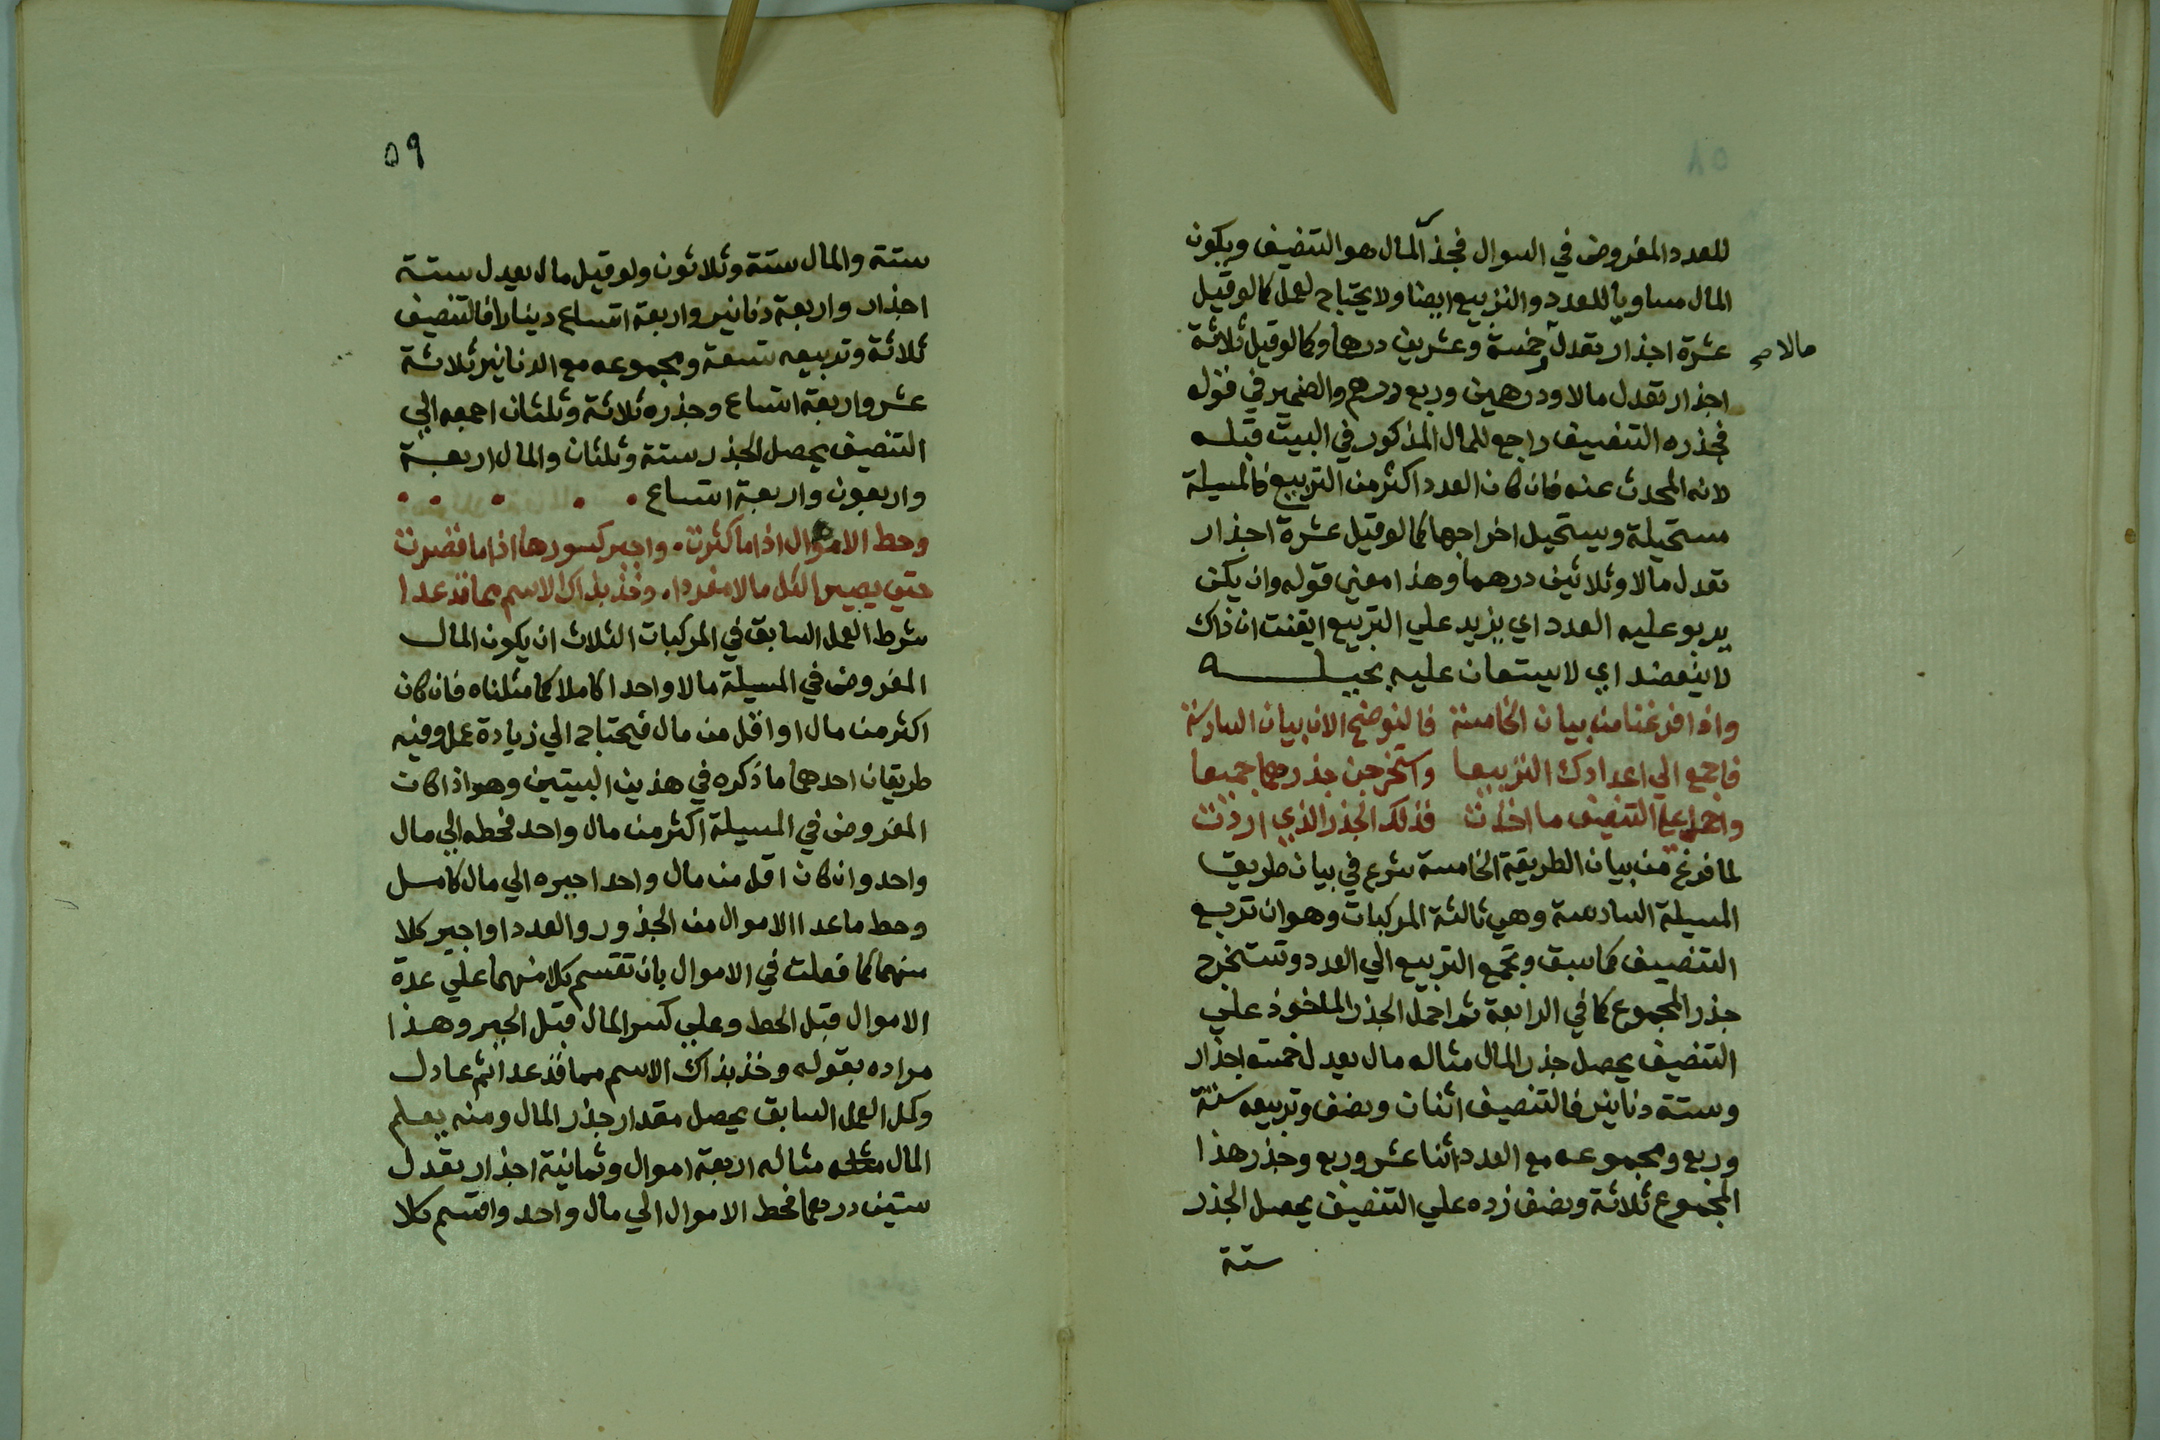 ٥٨
للعدد المفروض في السوال فجذر المال هو التنصيف ويكون
المال مساويا للعدد والتربيع ايضا ولا يحتاج لعمل كما لو قيل
عشرة اجذار تعدل خمسة وعشرين درهما وكما لو قيل ثلاثة
مالا صح
اجذار تعدل مالا ودرهمين وربع درهم والضمير في قوله
فجذره التنصيف راجع للمال المذكور في البيت قبله
لانه المحدث عنه فان كان العدد اكثر من التربيع فالمسيلة
مستحيلة ويستحيل اخراجها كما لو قيل عشرة اجذار
تعدل مالا وثلاثين درهما وهذا معني قوله وان يكن
يربو عليه العدد اي يزيد علي التربيع ايقنت ان ذاك
لا ينعضد اي لا يستعان عليه بحيله
واذا فرغنا من بيان الخامسة فالنوضح الان بيان السادسة
فاجمع الي اعدادك التربيعا واستخرجن جذرهما جميعا
واحمل علي التنصيف ما اخذت فذلك الجذر الذي اردت
لما فرغ من بيان الطريقة الخامسة شرع في بيان طريق
المسيلة السادسة وهي ثالثة المركبات وهو ان تربع
التنصيف كما سبق وتجمع التربيع الي العدد وتستخرج
جذر المجموع كما في الرابعة ثم احمل الجذر الماخوذ علي
التنصيف يحصل جذر المال مثاله مال يعدل خمسة اجذار
وستة دنانير فالتنصيف اثنان ونصف وتربيعه ستة
وربع ومجموعه مع العدد اثنا عشر وربع وجذر هذا
المجموع ثلاثة ونصف زده علي التنصيف يحصل الجذر
ستة
٥٩
ستة والمال ستة وثلاثون ولو قيل مال يعدل ستة
اجذار واربعة دنانير واربعة اتساع دينار فالتنصيف
ثلاثة وتربيعه تسعة ومجموعه مع الدنانير ثلاثة
عشر واربعة اتساع وجذره ثلاثة وثلثان اجمعه الي
التنصيف يحصل الجذر ستة وثلثان والمال اربعة
واربعون واربعة اتساع
وحط الاموال اذا ما كثرت واجبر كسورها اذا ما قصرت
حتي يصير الكل مالا مفردا وخذ بذاك الاسم مما قد عدا
شرط العمل السابق في المركبات الثلاث ان يكون المال
المفروض في المسيلة مالا واحدا كاملا كما مثلناه فان كان
اكثر من مال او اقل من مال فيحتاج الي زيادة عمل وفيه
طريقان احدهما ما ذكره في هذين البيتين وهو اذا كان
المفروض في المسيلة اكثر من مال واحد فحطه الي مال
واحد وان كان اقل من مال واحد اجبره الي مال كامل
وحط ما عدا الاموال من الجذور والعدد او اجبر كلا
منهما كما فعلت في الاموال بان تقسم كلا منهما علي عدة
الاموال قبل الحط وعلي كسر المال قبل الجبر وهذا
مراده بقوله وخذ بذاك الاسم مما قد عدا ثم عادل
وكمل العمل السابق يحصل مقدار جذر المال ومنه يعلم
المال مثاله اربعة اموال وثمانية اجذار تعدل
ستين درهما فحط الاموال الي مال واحد واقسم كلا